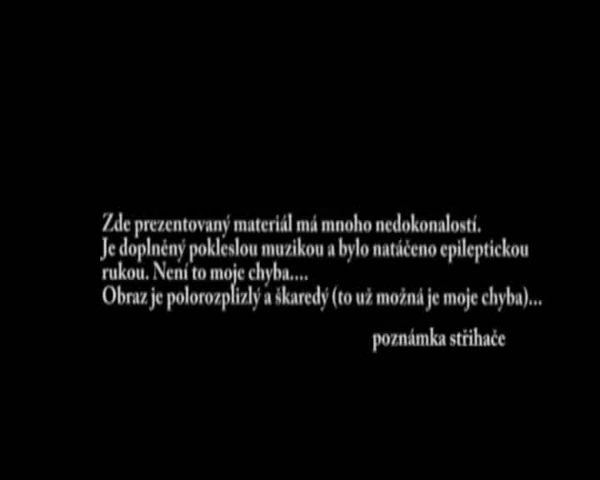 Zde prezentovaný materiál má mnoho nedokonalostí.
Je doplněný pokleslou muzikou a bylo natáčeno epileptickou
rukou. Není to moje chyba....
Obraz je polorozplizlý a škaredý (to už možná je moje chyba)...
poznámka střihače